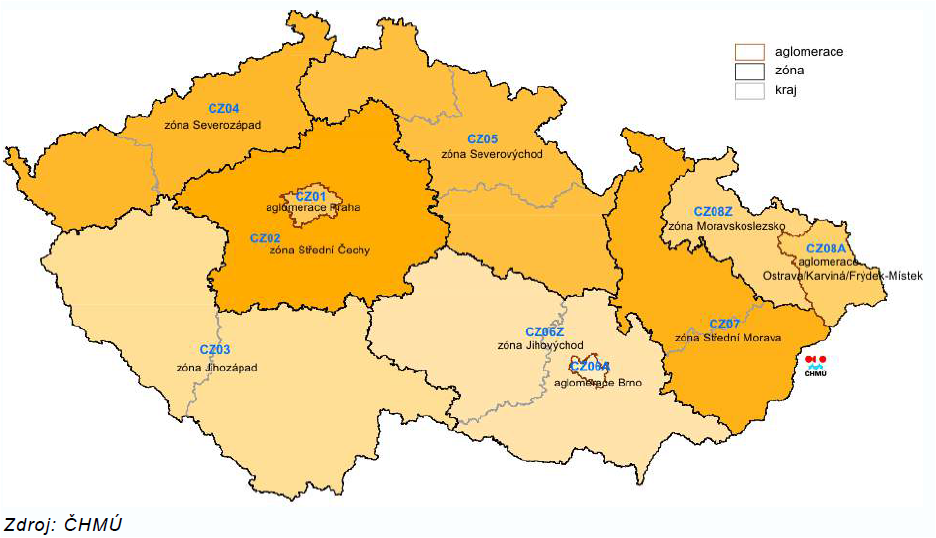 aglomerace
zóna
kraj
CZ04
zóna Severozápad
CZ05
zóna Severovýchod
CZ01
aglomerace Praha
CZ02
zóna Střední Čechy
CZ08Z
zóna Moravskoslezsko
CZ08A
aglomerace
Ostrava/Karviná/Frýdek-Místek
CZ06Z
zóna Jihovýchod
CZ07
zóna Střední Morava
CZ03
zóna Jihozápad
CZ06A
aglomerace Brno
CHMÚ
Zdroj: ČHMÚ